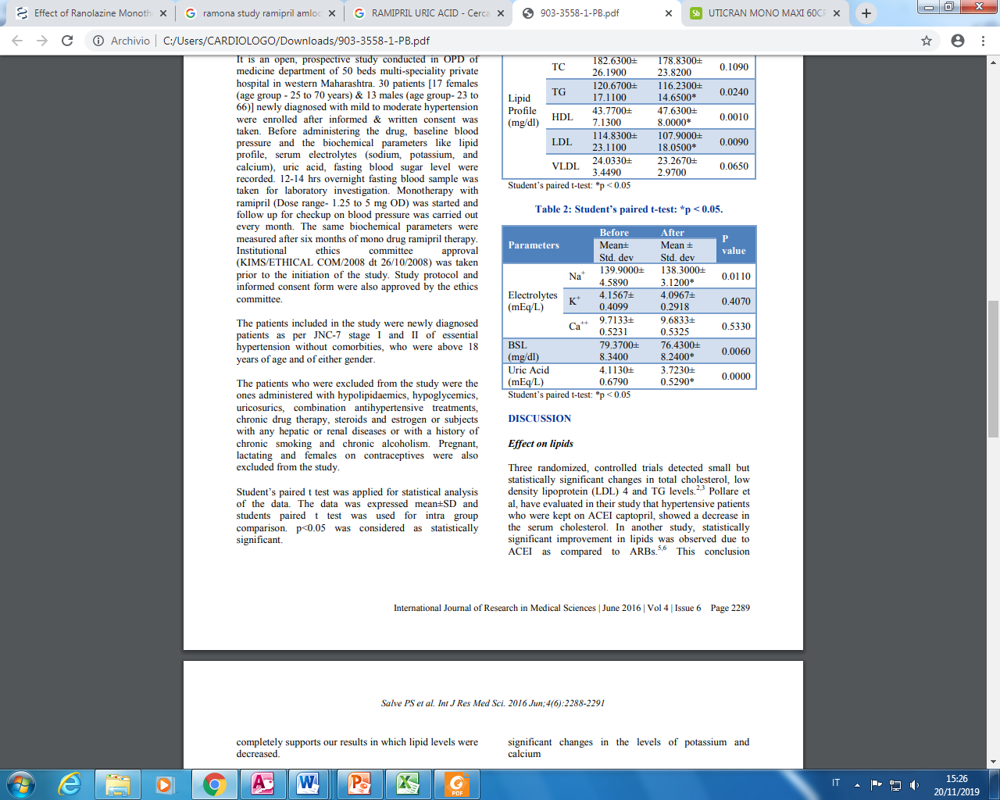 Effect of Ranolazine Monoth
ramona study ramipril amlod
RAMIPRIL URIC ACID - Cerca
903-3558-1-PB.pdf
UTICRAN MONO MAXI 60CP
Archivio
C:/Users/CARDIOLOGO/Downloads/903-3558-1-PB.pdf
It is an open, prospective study conducted in OPD of
medicine department of 50 beds multi-speciality private
hospital in western Maharashtra. 30 patients [17 females
(age group - 25 to 70 years) & 13 males (age group- 23 to
66)] newly diagnosed with mild to moderate hypertension
were enrolled after informed & written consent was
taken. Before administering the drug, baseline blood
pressure and the biochemical parameters like lipid
profile, serum electrolytes (sodium, potassium, and
calcium), uric acid, fasting blood sugar level were
recorded. 12-14 hrs overnight fasting blood sample was
taken for laboratory investigation. Monotherapy with
ramipril (Dose range- 1.25 to 5 mg OD) was started and
follow up for checkup on blood pressure was carried out
every month. The same biochemical parameters were
measured after six months of mono drug ramipril therapy.
Institutional ethics committee approval
(KIMS/ETHICAL COM/2008 dt 26/10/2008) was taken
prior to the initiation of the study. Study protocol and
informed consent form were also approved by the ethics
committee.
The patients included in the study were newly diagnosed
patients as per JNC-7 stage I and II of essential
hypertension without comorbities, who were above 18
years of age and of either gender.
The patients who were excluded from the study were the
ones administered with hypolipidaemics, hypoglycemics,
uricosurics, combination antihypertensive treatments,
chronic drug therapy, steroids and estrogen or subjects
with any hepatic or renal diseases or with a history of
chronic smoking and chronic alcoholism. Pregnant,
lactating and females on contraceptives were also
excluded from the study.
Student's paired t test was applied for statistical analysis
of the data. The data was expressed mean±SD and
students paired t test was used for intra group
comparison. p<0.05 was considered as statistically
significant.
Lipid Profile (mg/dl)
TC 182.6300± 26.1900 178.8300± 23.8200 0.1090
TG 120.6700± 17.1100 116.2300± 14.6500* 0.0240
HDL 43.7700± 7.1300 47.6300± 8.0000* 0.0010
LDL 114.8300± 23.1100 107.9000± 18.0500* 0.0090
VLDL 24.0330± 3.4490 23.2670± 2.9700 0.0650
Student's paired t-test: *p < 0.05
Table 2: Student's paired t-test: *p < 0.05.
Parameters Before Mean± Std. dev After Mean ± Std. dev P value
Electrolytes (mEq/L)
Na+ 139.9000± 4.5890 138.3000± 3.1200* 0.0110
K+ 4.1567± 0.4099 4.0967± 0.2918 0.4070
Ca++ 9.7133± 0.5231 9.6833± 0.5325 0.5330
BSL (mg/dl) 79.3700± 8.3400 76.4300± 8.2400* 0.0060
Uric Acid (mEq/L) 4.1130± 0.6790 3.7230± 0.5290* 0.0000
Student's paired t-test: *p < 0.05
DISCUSSION
Effect on lipids
Three randomized, controlled trials detected small but
statistically significant changes in total cholesterol, low
density lipoprotein (LDL) 4 and TG levels.2,3 Pollare et
al, have evaluated in their study that hypertensive patients
who were kept on ACEI captopril, showed a decrease in
the serum cholesterol. In another study, statistically
significant improvement in lipids was observed due to
ACEI as compared to ARBs.5,6 This conclusion
International Journal of Research in Medical Sciences | June 2016 | Vol 4 | Issue 6 Page 2289
Salve PS et al. Int J Res Med Sci. 2016 Jun;4(6):2288-2291
completely supports our results in which lipid levels were
decreased.
significant changes in the levels of potassium and
calcium
IT
15:26
20/11/2019